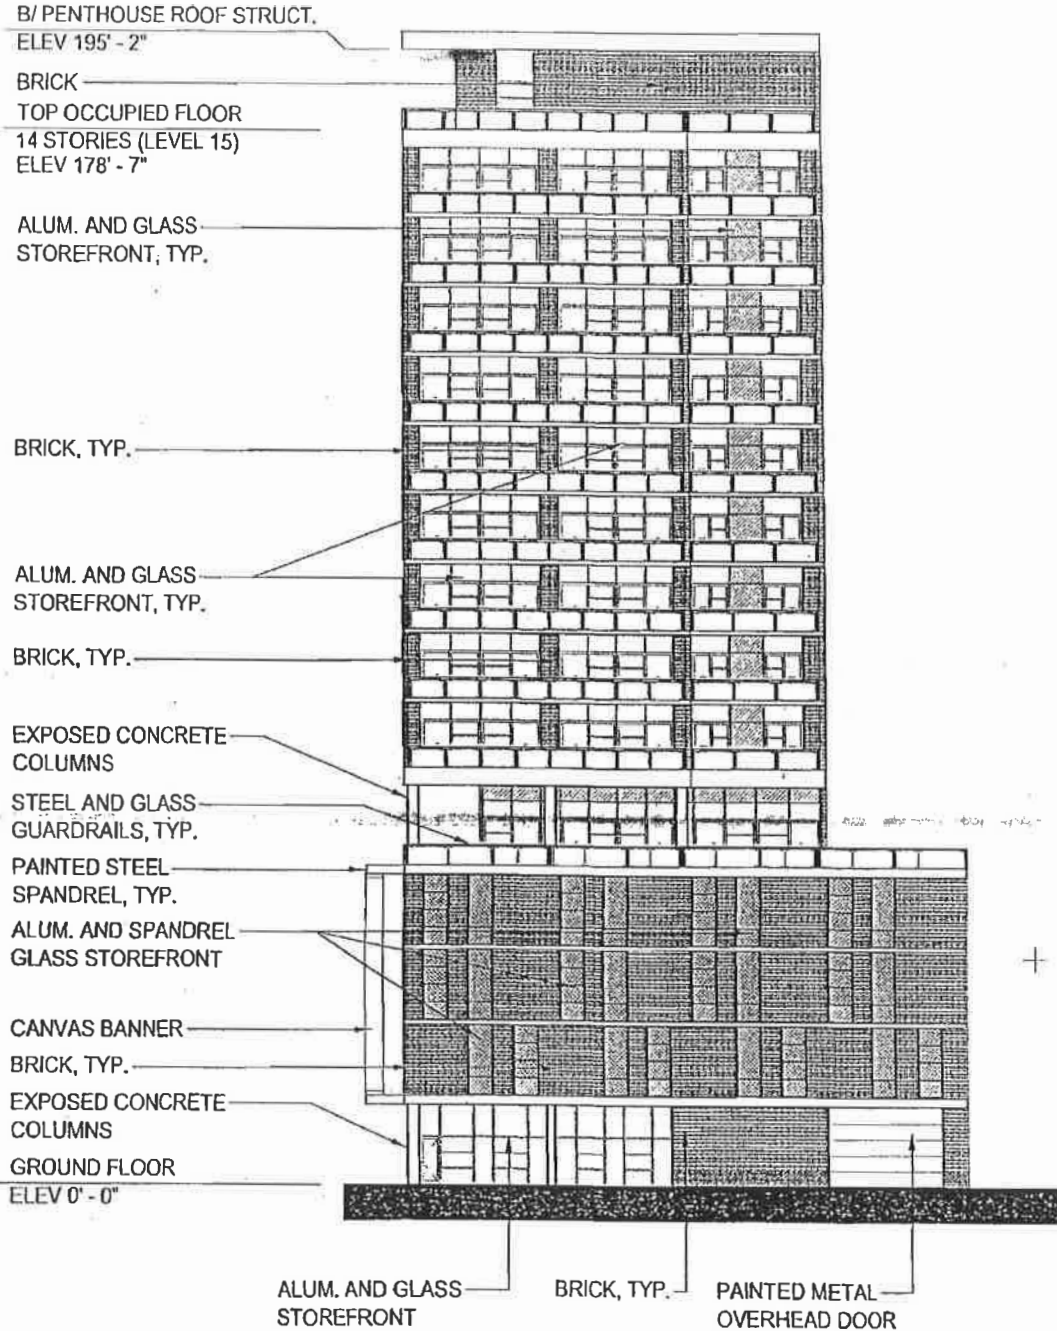 B/ PENTHOUSE ROOF STRUCT.
ELEV 195' - 2"
BRICK
TOP OCCUPIED FLOOR
14 STORIES (LEVEL 15)
ELEV 178' - 7"
ALUM. AND GLASS
STOREFRONT, TYP.
BRICK, TYP.
ALUM. AND GLASS
STOREFRONT, TYP.
BRICK, TYP.
EXPOSED CONCRETE
COLUMNS
STEEL AND GLASS
GUARDRAILS, TYP.
PAINTED STEEL
SPANDREL, TYP.
ALUM. AND SPANDREL
GLASS STOREFRONT
CANVAS BANNER
BRICK, TYP.
EXPOSED CONCRETE
COLUMNS
GROUND FLOOR
ELEV 0' - 0"
ALUM. AND GLASS
STOREFRONT
BRICK, TYP.
PAINTED METAL
OVERHEAD DOOR